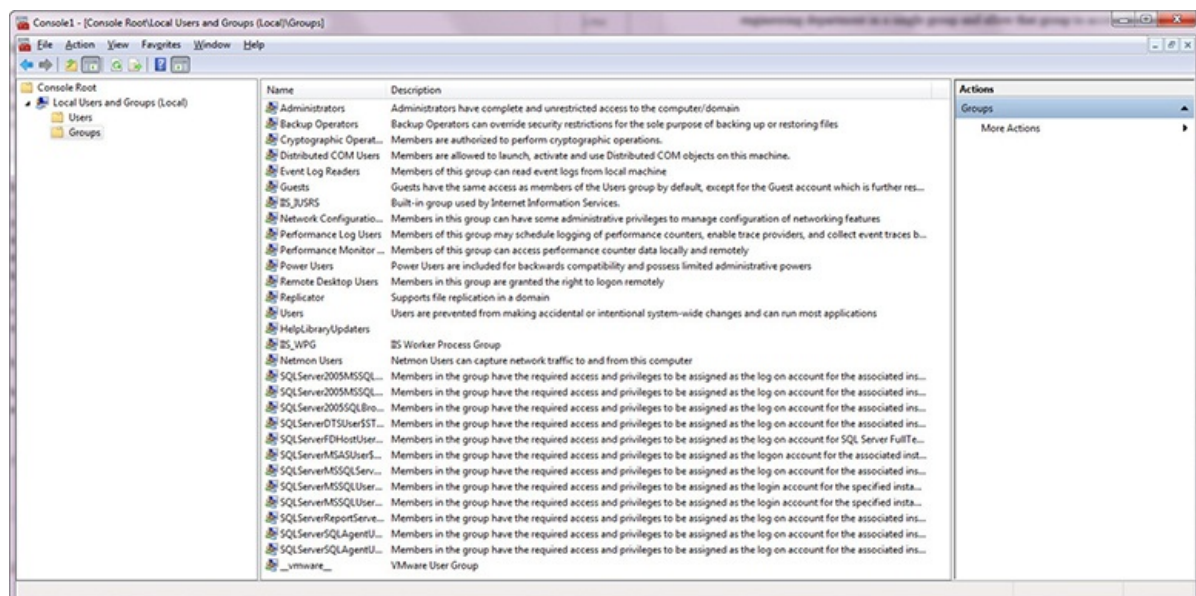 Console1 - [Console Root\Local Users and Groups (Local)\Groups]
File Action View Favorites Window Help
Console Root
Local Users and Groups (Local)
Users
Groups
Name Description
Administrators Administrators have complete and unrestricted access to the computer/domain
Backup Operators Backup Operators can override security restrictions for the sole purpose of backing up or restoring files
Cryptographic Operat... Members are authorized to perform cryptographic operations.
Distributed COM Users Members are allowed to launch, activate and use Distributed COM objects on this machine.
Event Log Readers Members of this group can read event logs from local machine
Guests Guests have the same access as members of the Users group by default, except for the Guest account which is further res...
IIS_IUSRS Built-in group used by Internet Information Services.
Network Configuratio... Members in this group can have some administrative privileges to manage configuration of networking features
Performance Log Users Members of this group may schedule logging of performance counters, enable trace providers, and collect event traces b...
Performance Monitor ... Members of this group can access performance counter data locally and remotely
Power Users Power Users are included for backwards compatibility and possess limited administrative powers
Remote Desktop Users Members in this group are granted the right to logon remotely
Replicator Supports file replication in a domain
Users Users are prevented from making accidental or intentional system-wide changes and can run most applications
HelpLibraryUpdaters
IIS_WPG IIS Worker Process Group
Netmon Users Netmon Users can capture network traffic to and from this computer
SQLServer2005MSSQL... Members in the group have the required access and privileges to be assigned as the log on account for the associated ins...
SQLServer2005MSSQL... Members in the group have the required access and privileges to be assigned as the log on account for the associated ins...
SQLServer2005SQLBro... Members in the group have the required access and privileges to be assigned as the log on account for the associated ins...
SQLServerDTSUser$ST... Members in the group have the required access and privileges to be assigned as the log on account for the associated ins...
SQLServerFDHostUser... Members in the group have the required access and privileges to be assigned as the log on account for SQL Server FullTe...
SQLServerMSASUser$... Members in the group have the required access and privileges to be assigned as the logon account for the associated inst...
SQLServerMSSQLServ... Members in the group have the required access and privileges to be assigned as the log on account for the associated ins...
SQLServerMSSQLUser... Members in the group have the required access and privileges to be assigned as the login account for the specified insta...
SQLServerMSSQLUser... Members in the group have the required access and privileges to be assigned as the login account for the specified insta...
SQLServerReportServe... Members in the group have the required access and privileges to be assigned as the log on account for the associated ins...
SQLServerSQLAgentU... Members in the group have the required access and privileges to be assigned as the log on account for the associated ins...
SQLServerSQLAgentU... Members in the group have the required access and privileges to be assigned as the log on account for the associated ins...
__vmware__ VMware User Group
Actions
Groups
More Actions